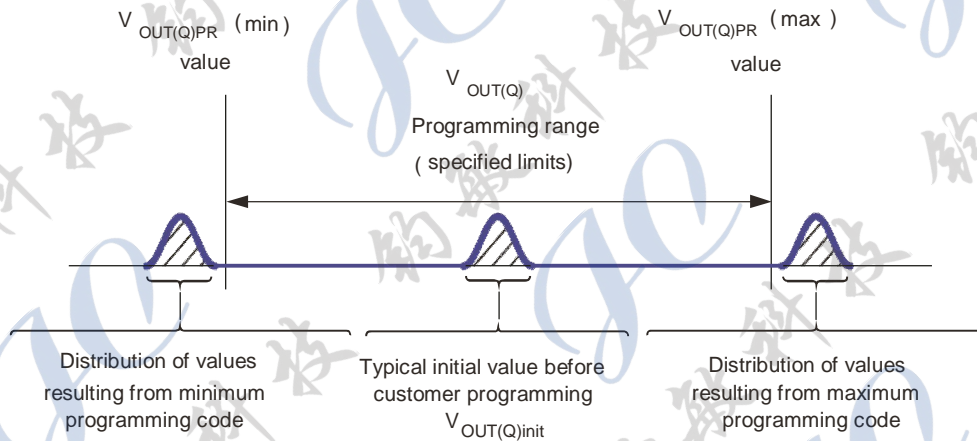 V OUT(Q)PR (min)
value
V OUT(Q)PR (max)
value
V OUT(Q)
Programming range
( specified limits)
Distribution of values
resulting from minimum
programming code
Typical initial value before
customer programming
V OUT(Q)init
Distribution of values
resulting from maximum
programming code